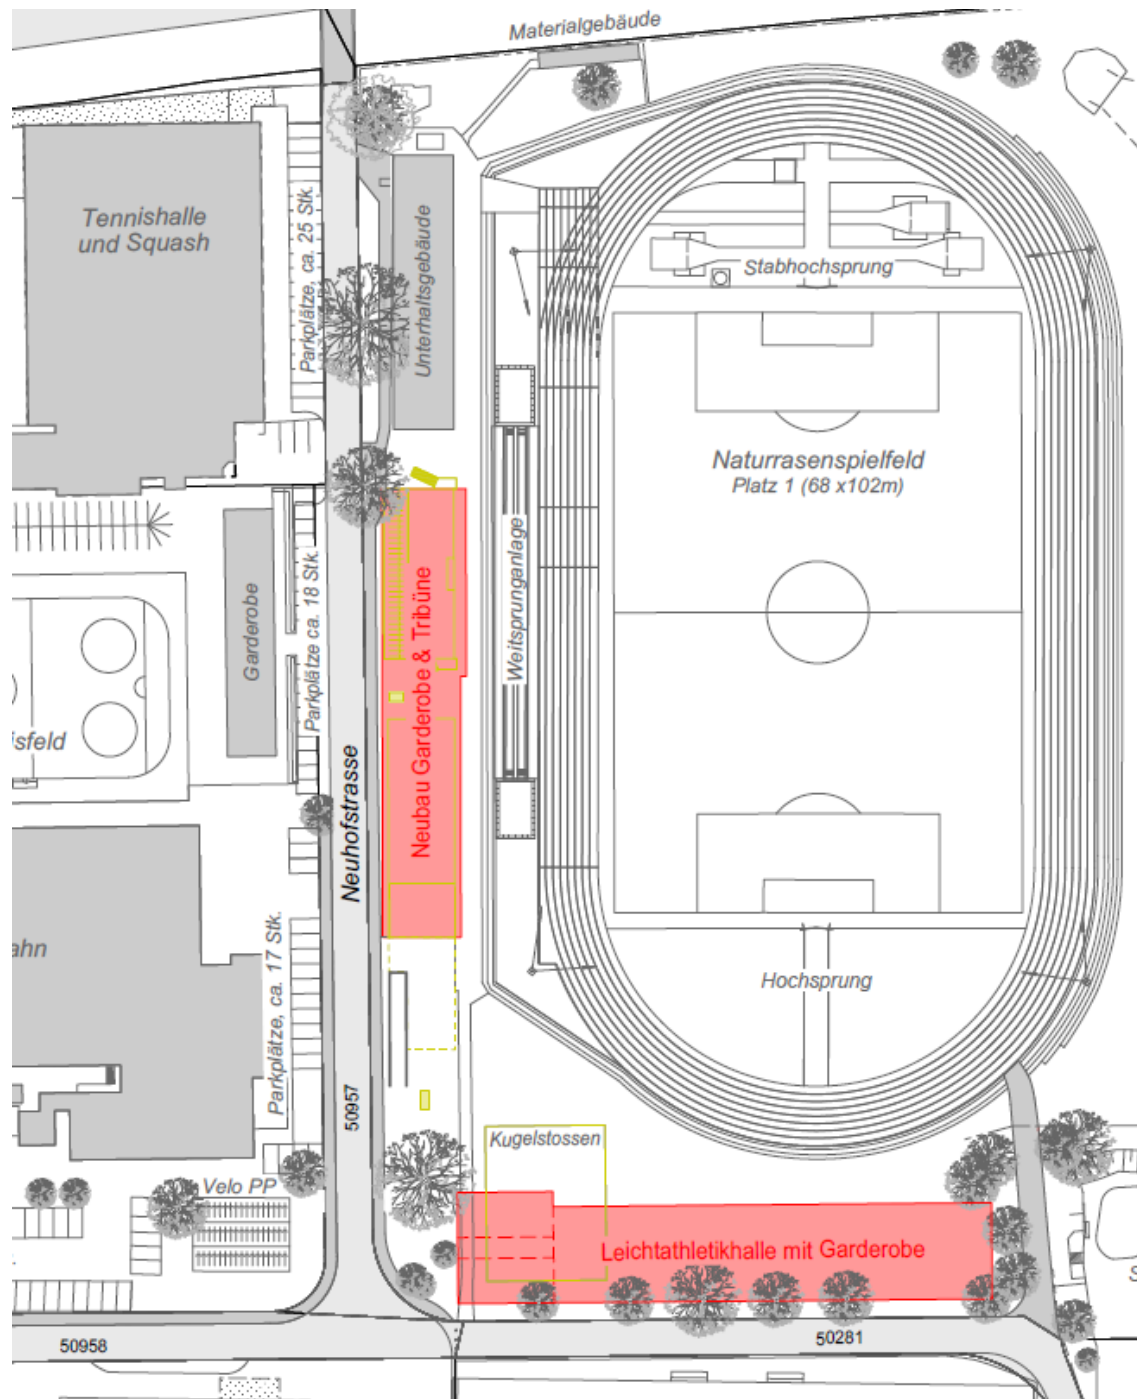 Materialgebäude
Tennishalle
und Squash
Parkplätze, ca. 25 Stk.
Unterhaltsgebäude
Stabhochsprung
Naturrasenspielfeld
Platz 1 (68 x102m)
Weitsprunganlage
Garderobe
Parkplätze ca. 18 Stk.
Neubau Garderobe & Tribüne
isfeld
Neuhofstrasse
ahn
Parkplätze, ca. 17 Stk.
Hochsprung
50957
Kugelstossen
Velo PP
Leichtathletikhalle mit Garderobe
S
50958
50281